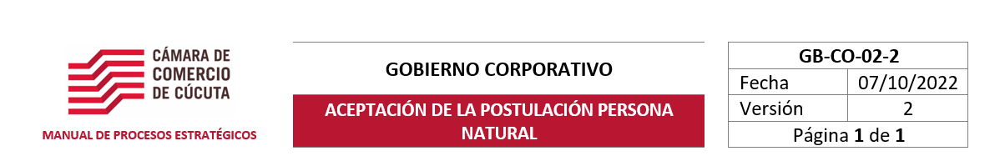 CÁMARA DE
COMERCIO
DE CÚCUTA
MANUAL DE PROCESOS ESTRATÉGICOS
GOBIERNO CORPORATIVO
ACEPTACIÓN DE LA POSTULACIÓN PERSONA
NATURAL
GB-CO-02-2
Fecha 07/10/2022
Versión 2
Página 1 de 1